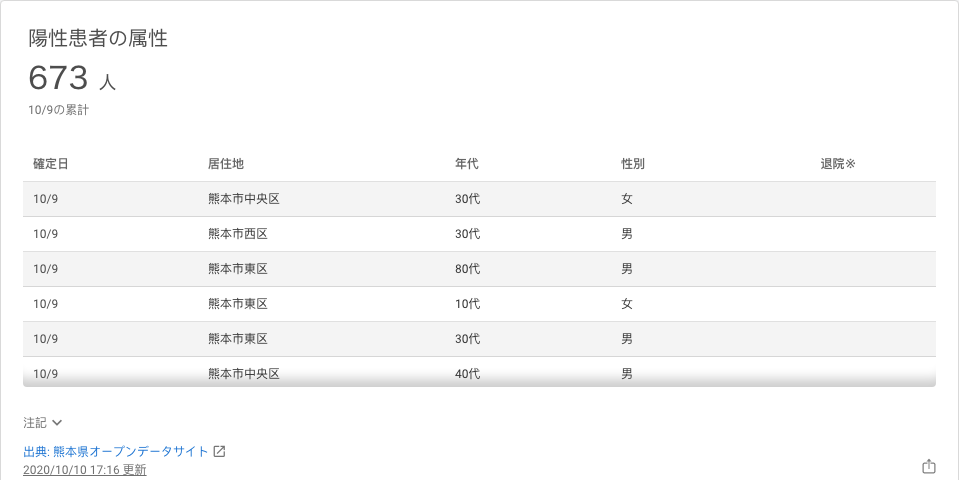 陽性患者の属性
673 人
10/9の累計
確定日 居住地 年代 性別 退院※
10/9 熊本市中央区 30代 女
10/9 熊本市西区 30代 男
10/9 熊本市東区 80代 男
10/9 熊本市東区 10代 女
10/9 熊本市東区 30代 男
10/9 熊本市中央区 40代 男
注記
出典: 熊本県オープンデータサイト
2020/10/10 17:16 更新